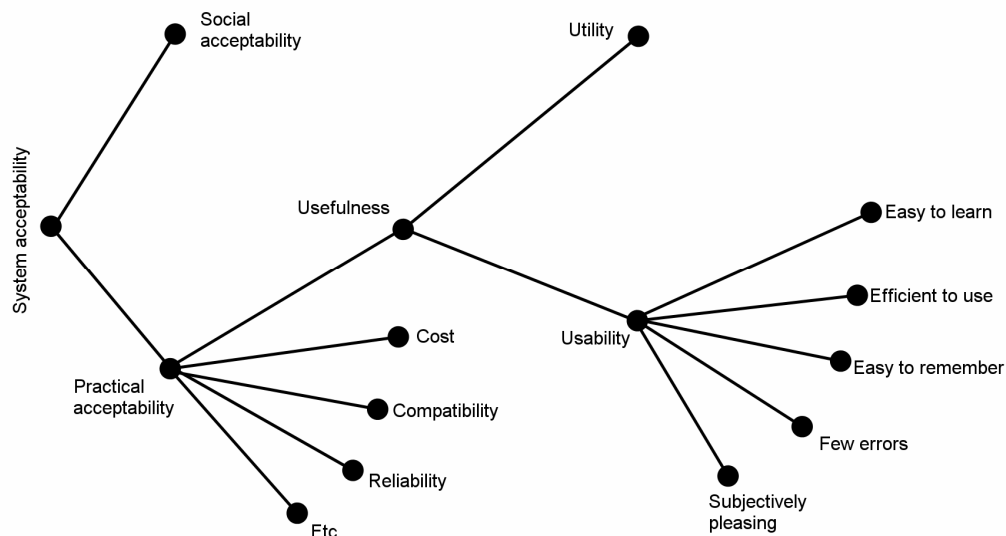 Social
acceptability
Utility
System acceptability
Usefulness
Easy to learn
Efficient to use
Cost
Usability
Easy to remember
Practical
acceptability
Compatibility
Few errors
Reliability
Subjectively
pleasing
Etc